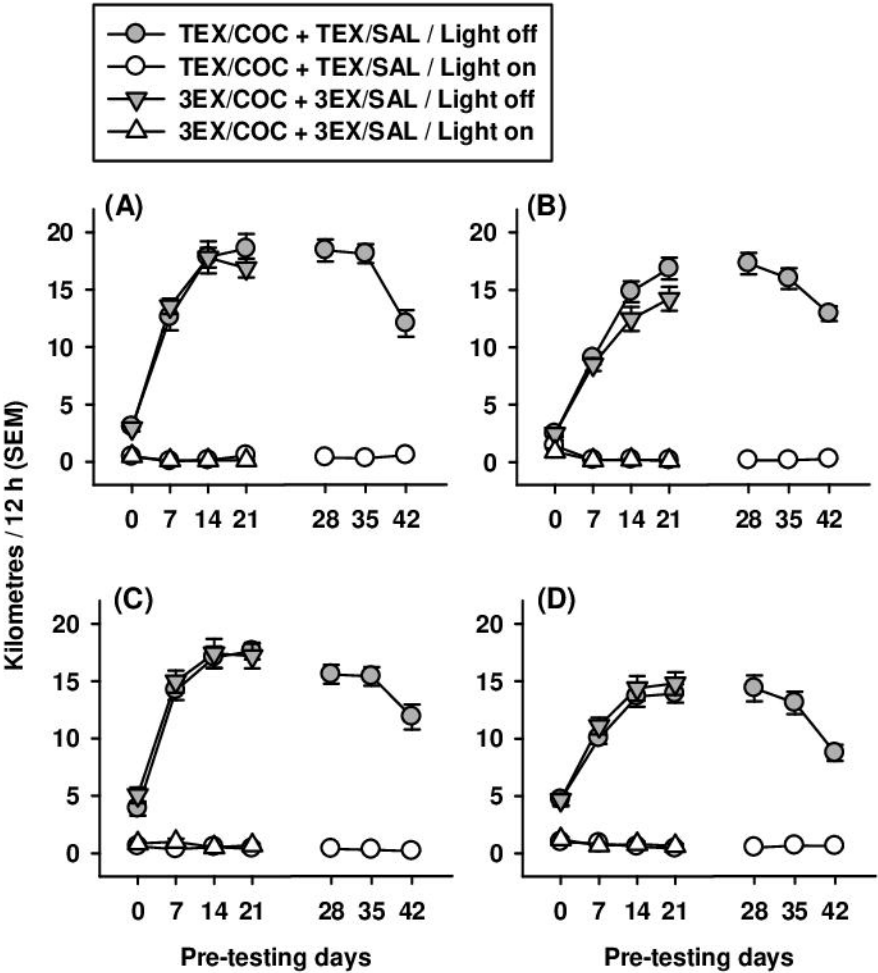 TEX/COC + TEX/SAL / Light off
TEX/COC + TEX/SAL / Light on
3EX/COC + 3EX/SAL / Light off
3EX/COC + 3EX/SAL / Light on
Kilometres / 12 h (SEM)
(A)
20
15
10
5
0
0 7 14 21 28 35 42
(B)
20
15
10
5
0
0 7 14 21 28 35 42
(C)
20
15
10
5
0
0 7 14 21 28 35 42
Pre-testing days
(D)
20
15
10
5
0
0 7 14 21 28 35 42
Pre-testing days